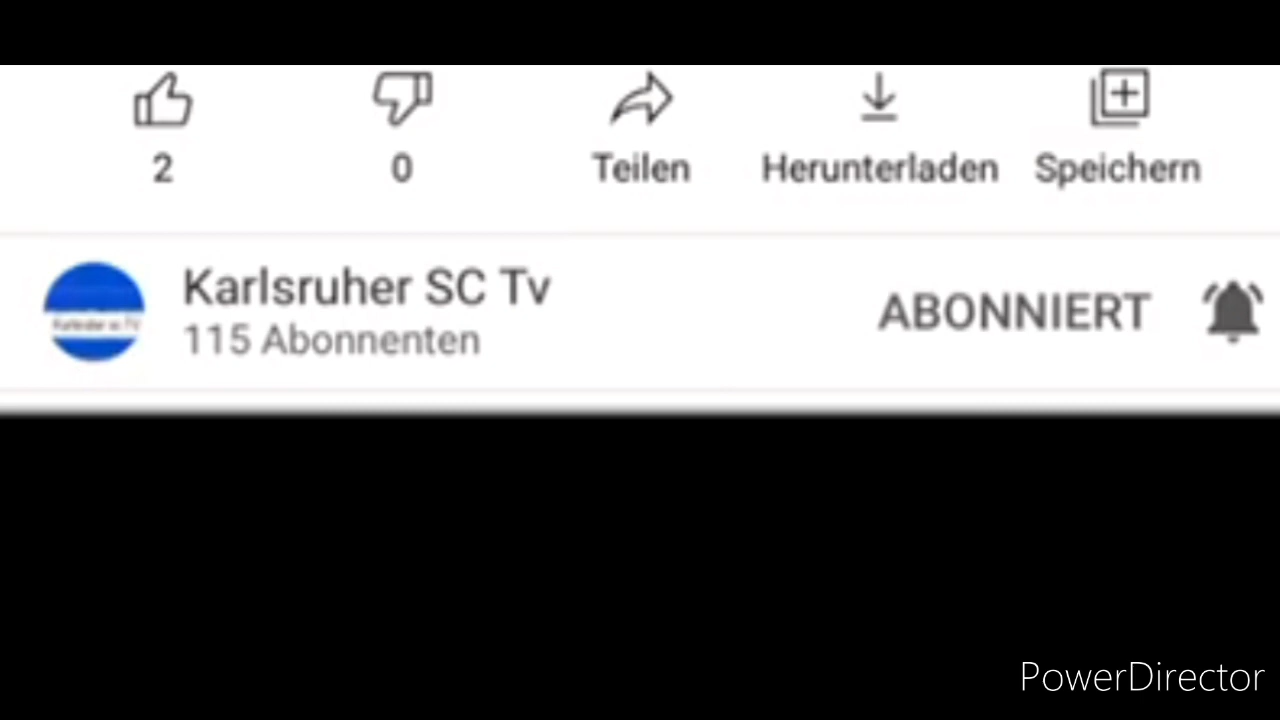 2
0
Teilen
Herunterladen
Speichern
Karlsruher SC Tv
115 Abonnenten
ABONNIERT
PowerDirector